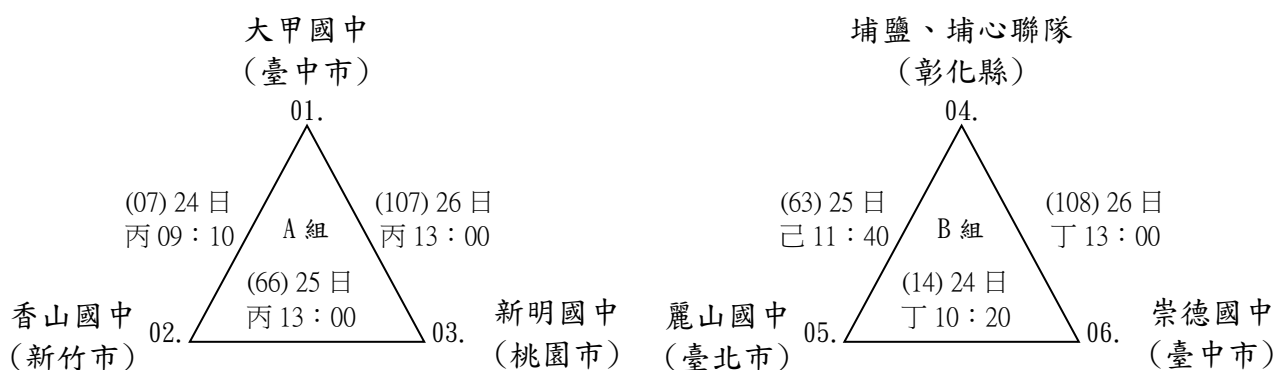 大甲國中
(臺中市)
01.
(07) 24 日
丙 09：10
A 組
(107) 26 日
丙 13：00
(66) 25 日
丙 13：00
香山國中
(新竹市)
02.
03.
新明國中
(桃園市)
埔鹽、埔心聯隊
(彰化縣)
04.
(63) 25 日
己 11：40
B 組
(108) 26 日
丁 13：00
(14) 24 日
丁 10：20
麗山國中
(臺北市)
05.
06.
崇德國中
(臺中市)